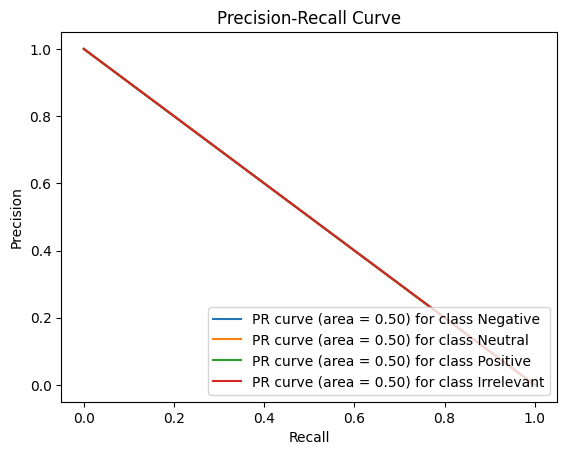 Precision-Recall Curve
1.0
0.8
0.6
0.4
0.2
0.0
Precision
PR curve (area = 0.50) for class Negative
PR curve (area = 0.50) for class Neutral
PR curve (area = 0.50) for class Positive
PR curve (area = 0.50) for class Irrelevant
0.0 0.2 0.4 0.6 0.8 1.0
Recall